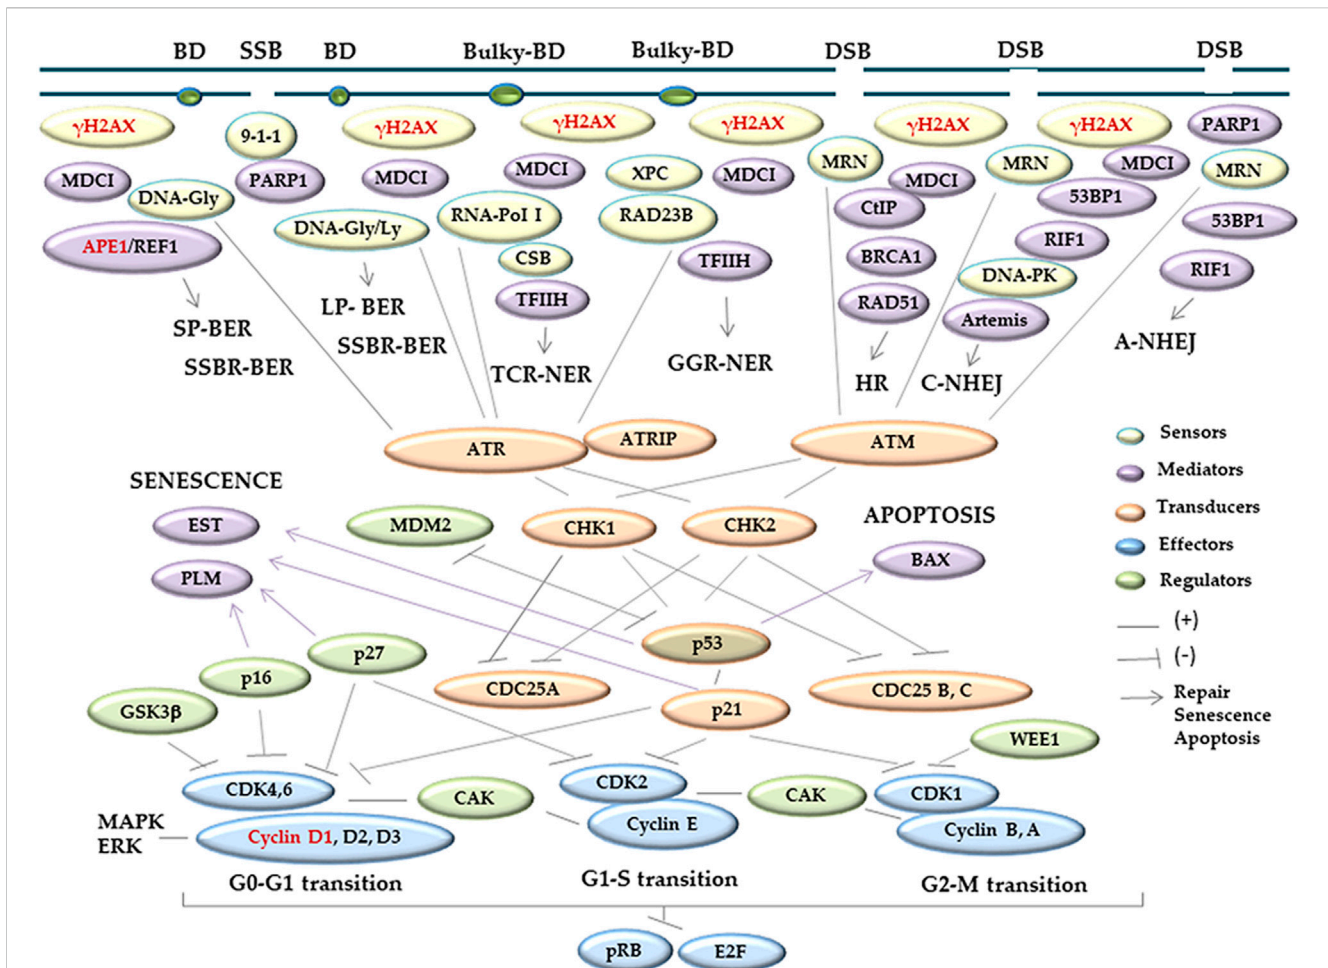 BD SSB BD Bulky-BD Bulky-BD DSB DSB DSB
γH2AX γH2AX γH2AX γH2AX γH2AX γH2AX PARP1
9-1-1
MDCI PARP1 MDCI MDCI XPC MDCI MRN MDCI MRN MDCI MRN
DNA-Gly RNA-Pol I RAD23B CtIP 53BP1 53BP1
APE1/REF1 DNA-Gly/Ly CSB TFIIH BRCA1 RIF1 RIF1
DNA-PK
TFIIH RAD51 Artemis
SP-BER LP- BER
SSBR-BER SSBR-BER TCR-NER GGR-NER HR C-NHEJ A-NHEJ
ATR ATRIP ATM
Sensors
Mediators
Transducers
Effectors
Regulators
(+)
(-)
Repair
Senescence
Apoptosis
SENESCENCE
EST MDM2 CHK1 CHK2 APOPTOSIS
PLM BAX
p27 p53
p16 CDC25A CDC25 B, C
GSK3β p21
WEE1
CDK4,6 CAK CDK2 CAK CDK1
MAPK
ERK
Cyclin D1, D2, D3 Cyclin E Cyclin B, A
G0-G1 transition G1-S transition G2-M transition
pRB E2F